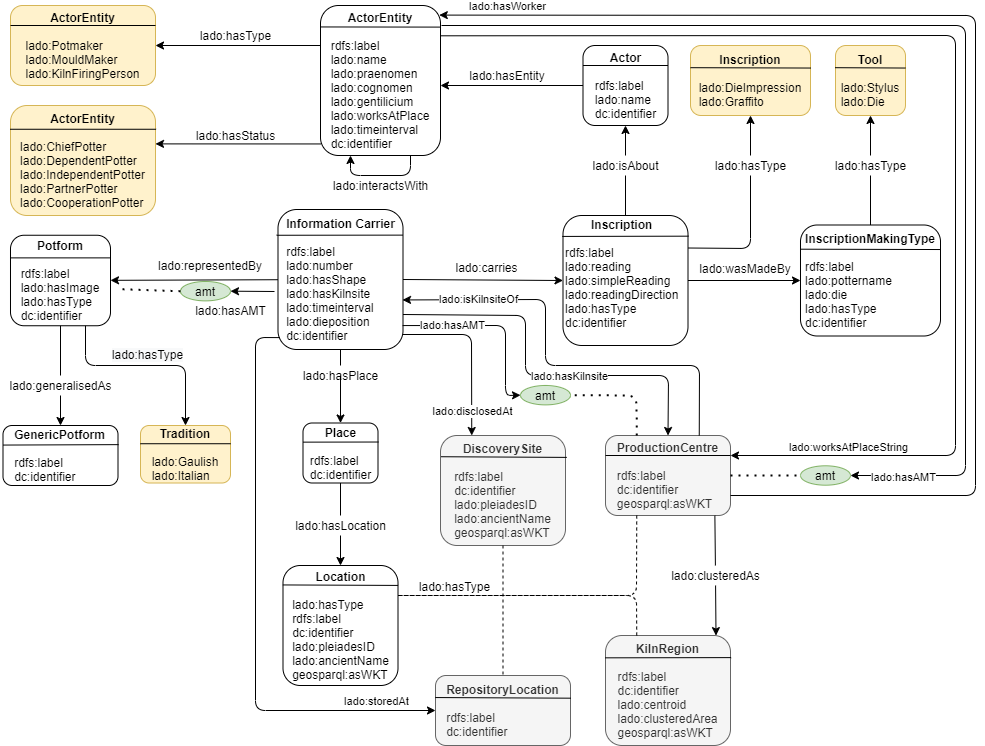 lado:hasWorker
ActorEntity
lado:Potmaker
lado:MouldMaker
lado:KilnFiringPerson
lado:hasType
ActorEntity
rdfs:label
lado:name
lado:praenomen
lado:cognomen
lado:gentilicium
lado:worksAtPlace
lado:timeinterval
dc:identifier
lado:hasEntity
Actor
rdfs:label
lado:name
dc:identifier
Inscription
lado:DieImpression
lado:Graffito
Tool
lado:Stylus
lado:Die
ActorEntity
lado:ChiefPotter
lado:DependentPotter
lado:IndependentPotter
lado:PartnerPotter
lado:CooperationPotter
lado:hasStatus
lado:interactsWith
lado:isAbout
lado:hasType
lado:hasType
Potform
rdfs:label
lado:hasImage
lado:hasType
dc:identifier
lado:representedBy
amt
lado:hasAMT
Information Carrier
rdfs:label
lado:number
lado:hasShape
lado:hasKilnsite
lado:timeinterval
lado:dieposition
dc:identifier
lado:carries
Inscription
rdfs:label
lado:reading
lado:simpleReading
lado:readingDirection
lado:hasType
dc:identifier
lado:wasMadeBy
InscriptionMakingType
rdfs:label
lado:pottername
lado:die
lado:hasType
dc:identifier
lado:isKilnsiteOf
lado:hasAMT
lado:hasType
lado:generalisedAs
lado:hasPlace
lado:hasKilnsite
amt
lado:disclosedAt
GenericPotform
rdfs:label
dc:identifier
Tradition
lado:Gaulish
lado:Italian
Place
rdfs:label
dc:identifier
DiscoverySite
rdfs:label
dc:identifier
lado:pleiadesID
lado:ancientName
geosparql:asWKT
ProductionCentre
rdfs:label
dc:identifier
geosparql:asWKT
lado:worksAtPlaceString
amt
lado:hasAMT
lado:hasLocation
lado:clusteredAs
lado:hasType
Location
lado:hasType
rdfs:label
dc:identifier
lado:pleiadesID
lado:ancientName
geosparql:asWKT
lado:storedAt
RepositoryLocation
rdfs:label
dc:identifier
KilnRegion
rdfs:label
dc:identifier
lado:centroid
lado:clusteredArea
geosparql:asWKT